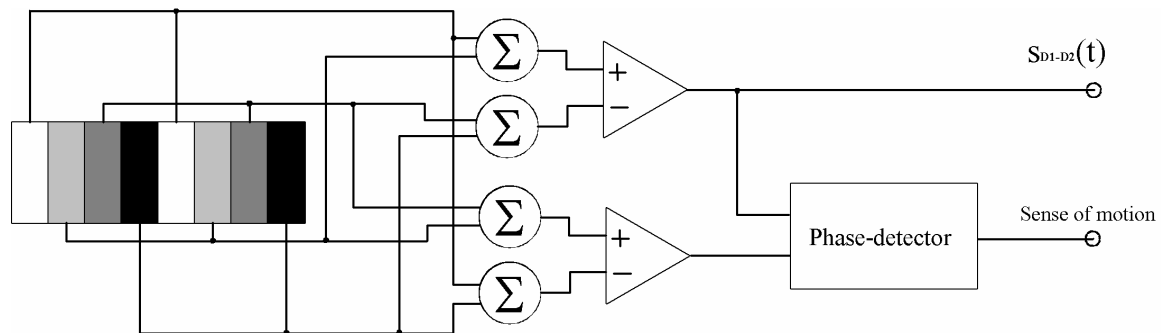 Σ
+
−
S_D1-D2(t)
Σ
Σ
+
−
Phase-detector
Sense of motion
Σ